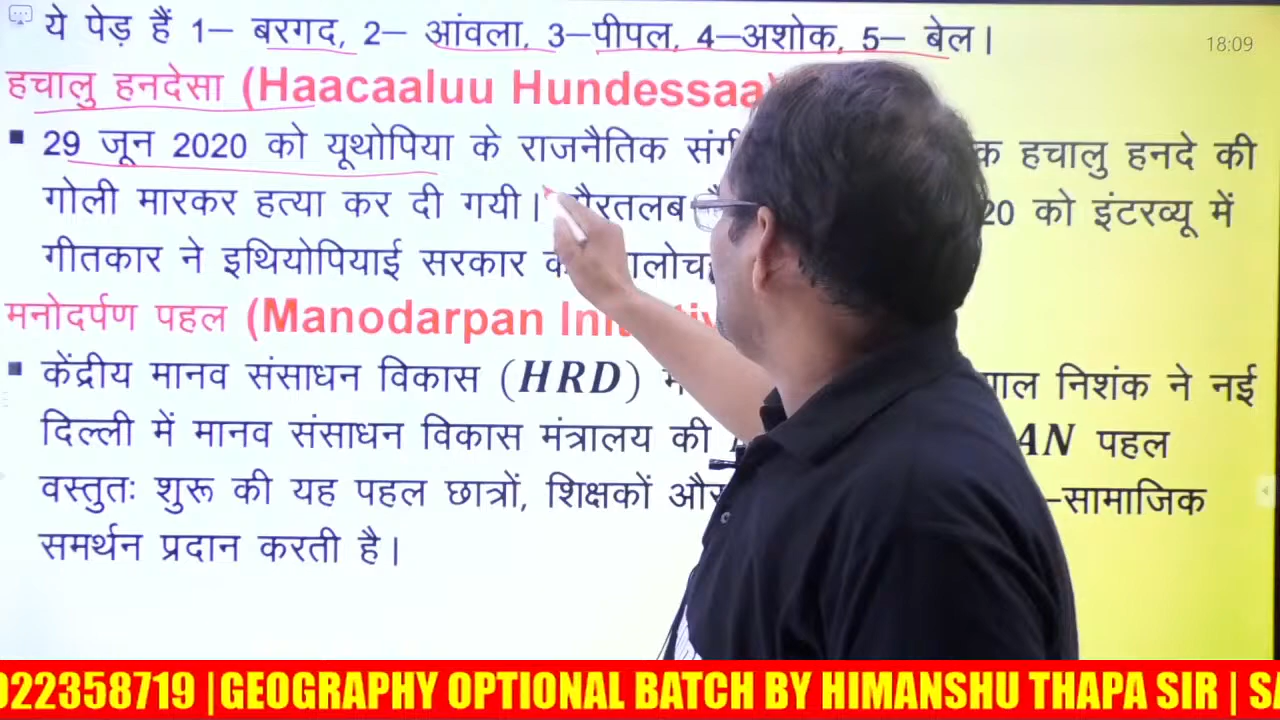 ये पेड़ हैं 1– बरगद, 2– आंवला, 3–पीपल, 4–अशोक, 5– बेल।
18:09
हचालु हनदेसा (Haacaaluu Hundessaa)
29 जून 2020 को यूथोपिया के राजनैतिक हचालु हनदे की
गोली मारकर हत्या कर दी गयी। गौरतलब 20 को इंटरव्यू में
गीतकार ने इथियोपियाई सरकार
मनोदर्पण पहल (Manodarpan
केंद्रीय मानव संसाधन विकास (HRD) निशंक ने नई
दिल्ली में मानव संसाधन विकास मंत्रालय की पहल
वस्तुतः शुरू की यह पहल छात्रों, शिक्षकों और –सामाजिक
समर्थन प्रदान करती है।
022358719 | GEOGRAPHY OPTIONAL BATCH BY HIMANSHU THAPA SIR |